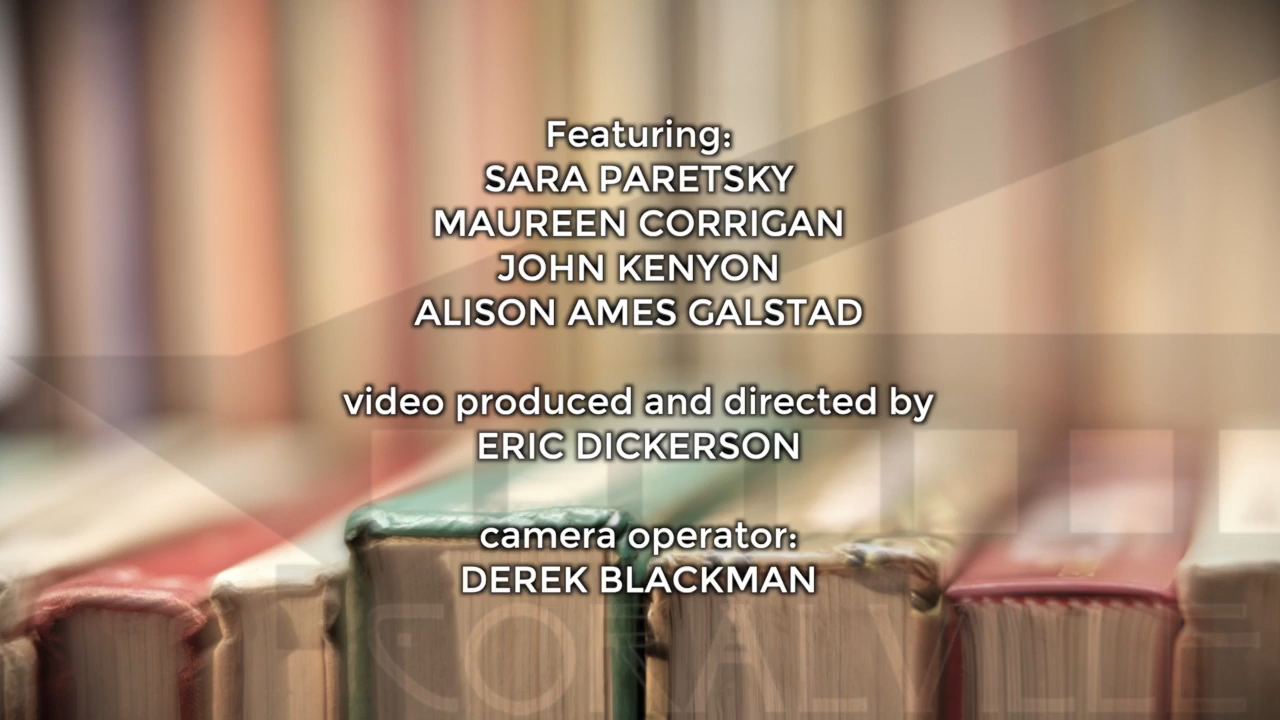 Featuring:
SARA PARETSKY
MAUREEN CORRIGAN
JOHN KENYON
ALISON AMES GALSTAD
video produced and directed by
ERIC DICKERSON
camera operator:
DEREK BLACKMAN
CORALVILLE